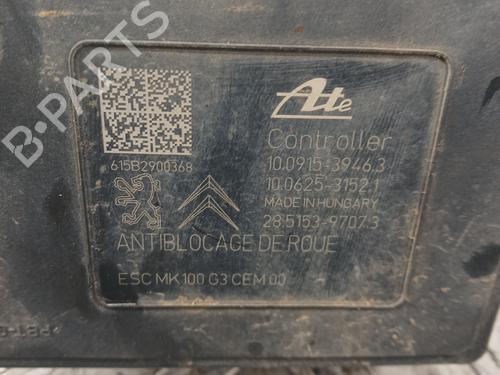 B-PARTS
Ate
615B2900368
Controller
10.0915-3946.3
10.0625-3152.1
MADE IN HUNGARY
28.5153-9707.3
ANTIBLOCAGE DE ROUE
ESC MK100 G3 CEM 00